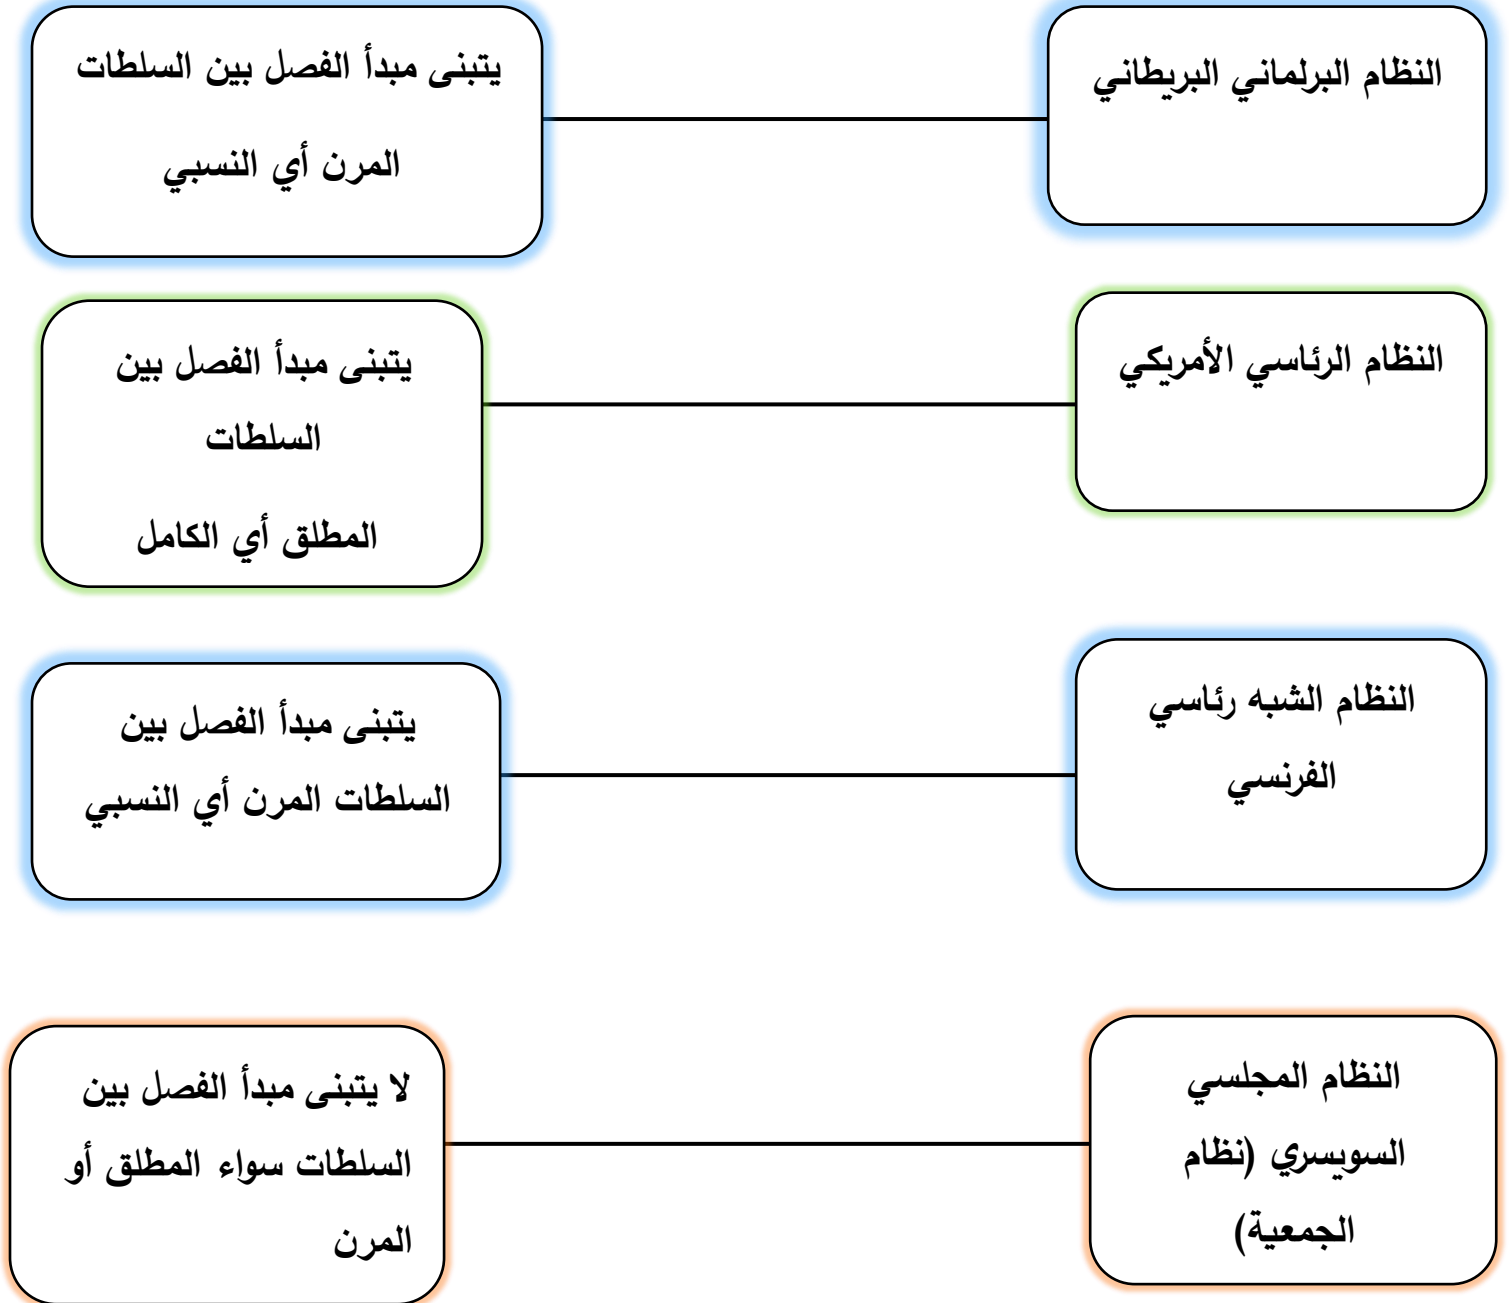 النظام البرلماني البريطاني
يتبنى مبدأ الفصل بين السلطات
المرن أي النسبي
النظام الرئاسي الأمريكي
يتبنى مبدأ الفصل بين
السلطات
المطلق أي الكامل
النظام الشبه رئاسي
الفرنسي
يتبنى مبدأ الفصل بين
السلطات المرن أي النسبي
النظام المجلسي
السويسري (نظام
الجمعية)
لا يتبنى مبدأ الفصل بين
السلطات سواء المطلق أو
المرن